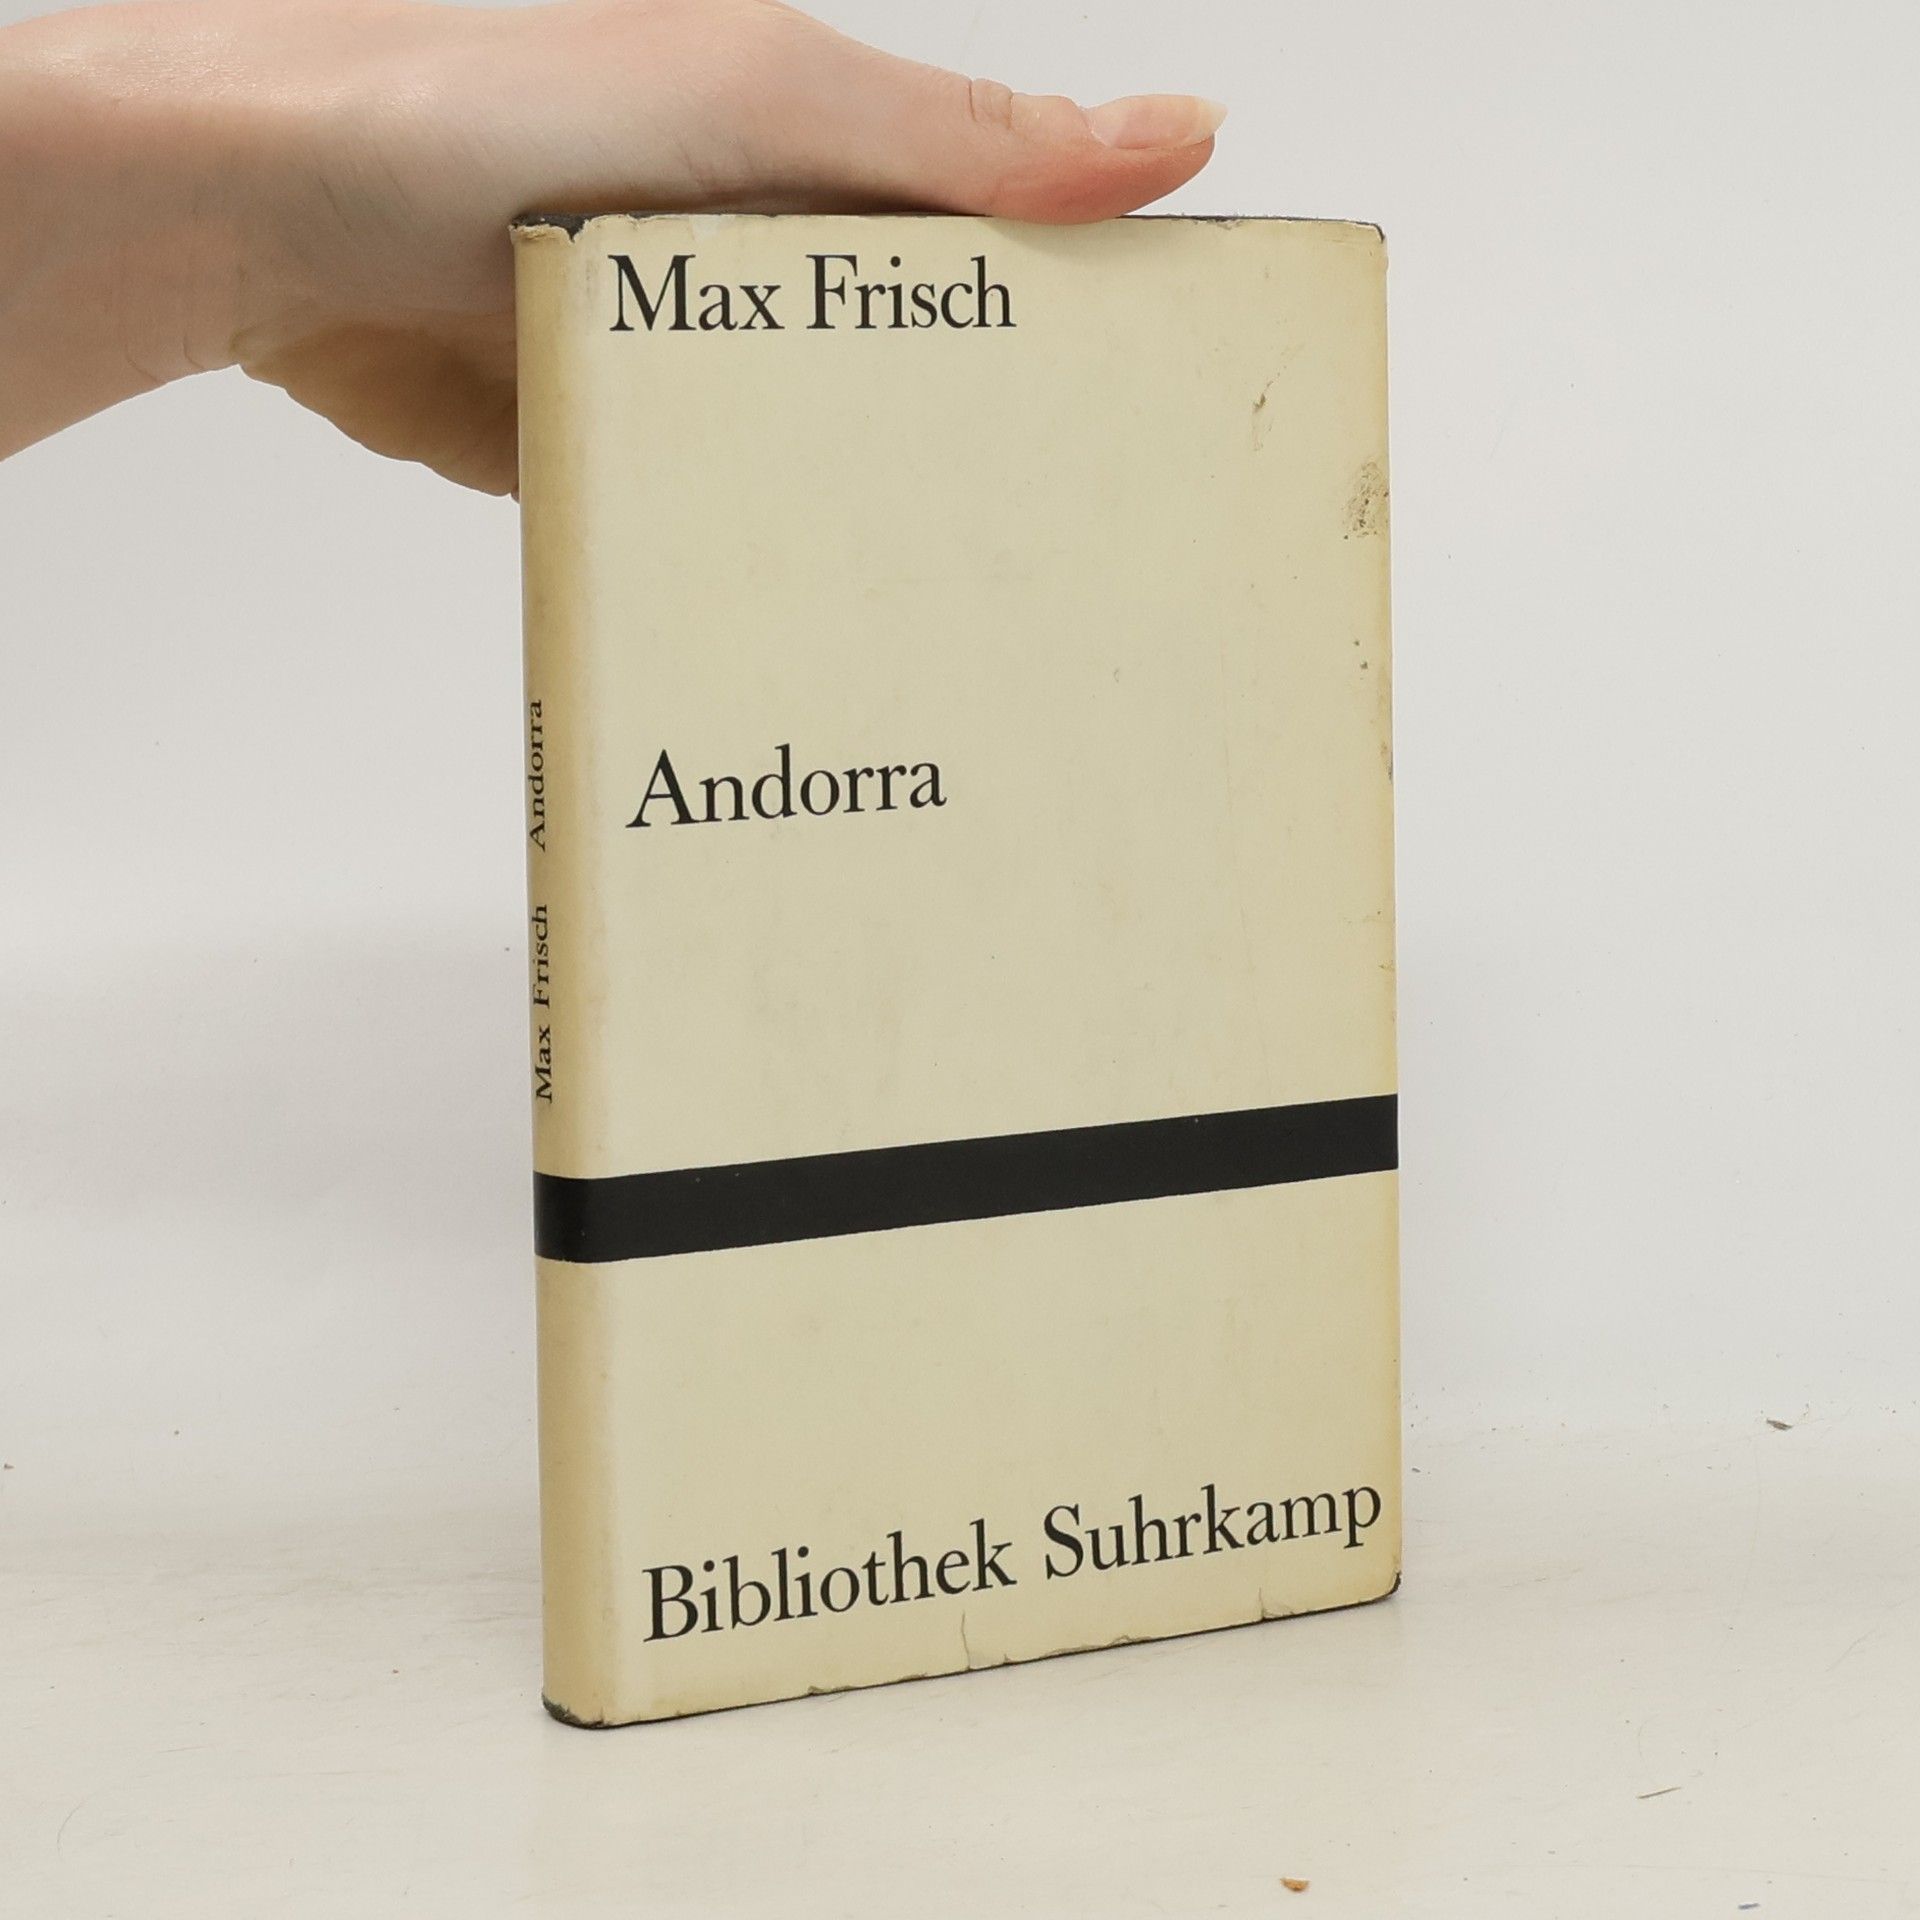 Max Frisch
Andorra
Bibliothek Suhrkamp
Max Frisch Andorra